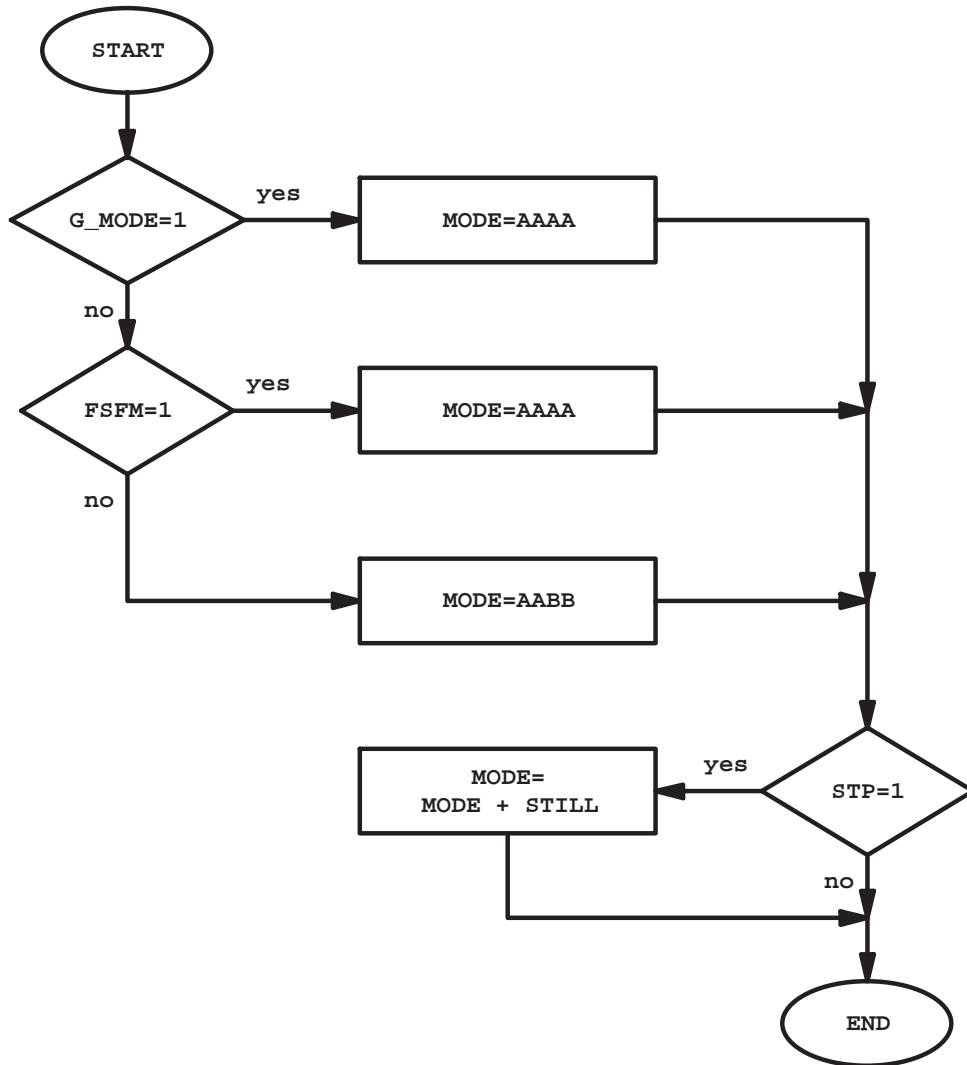 START
G_MODE=1
yes
MODE=AAAA
no
FSFM=1
yes
MODE=AAAA
no
MODE=AABB
STP=1
yes
MODE=
MODE + STILL
no
END